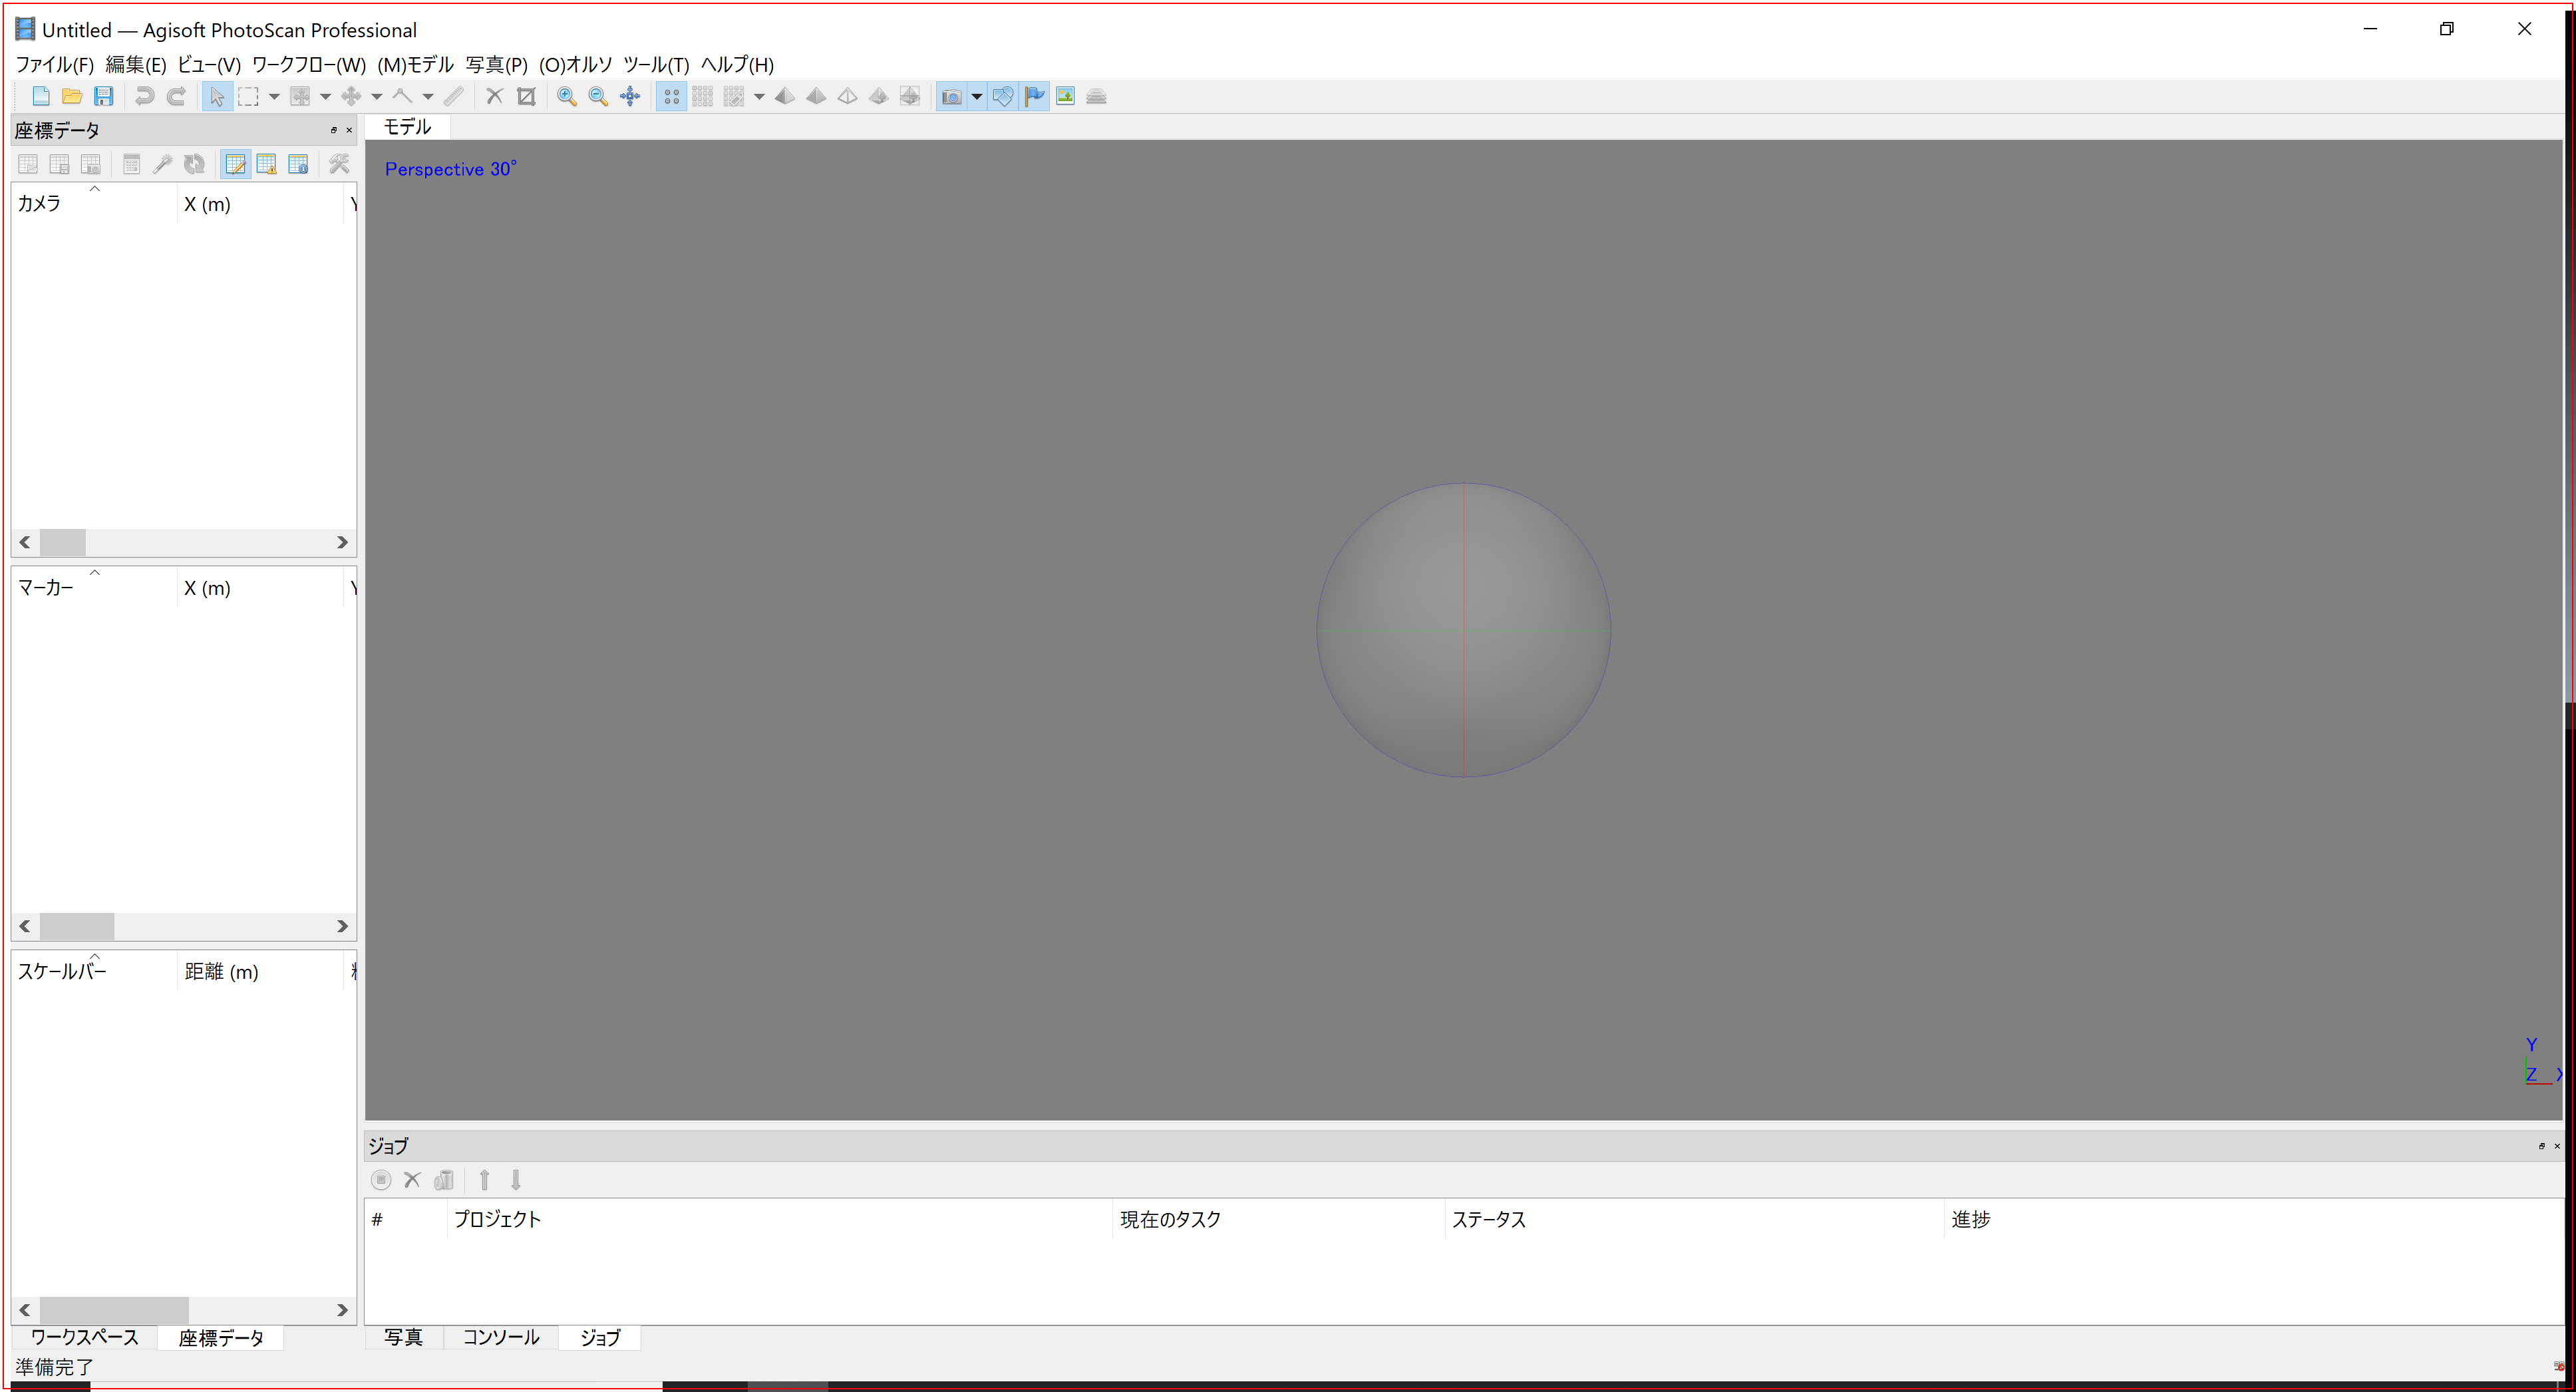 Untitled — Agisoft PhotoScan Professional
ファイル(F) 編集(E) ビュー(V) ワークフロー(W) (M)モデル 写真(P) (O)オルソ ツール(T) ヘルプ(H)
座標データ
モデル
Perspective 30°
カメラ X (m) Y
マーカー X (m) Y
スケールバー 距離 (m)
Y
Z X
ジョブ
# プロジェクト 現在のタスク ステータス 進捗
ワークスペース 座標データ 写真 コンソール ジョブ
準備完了